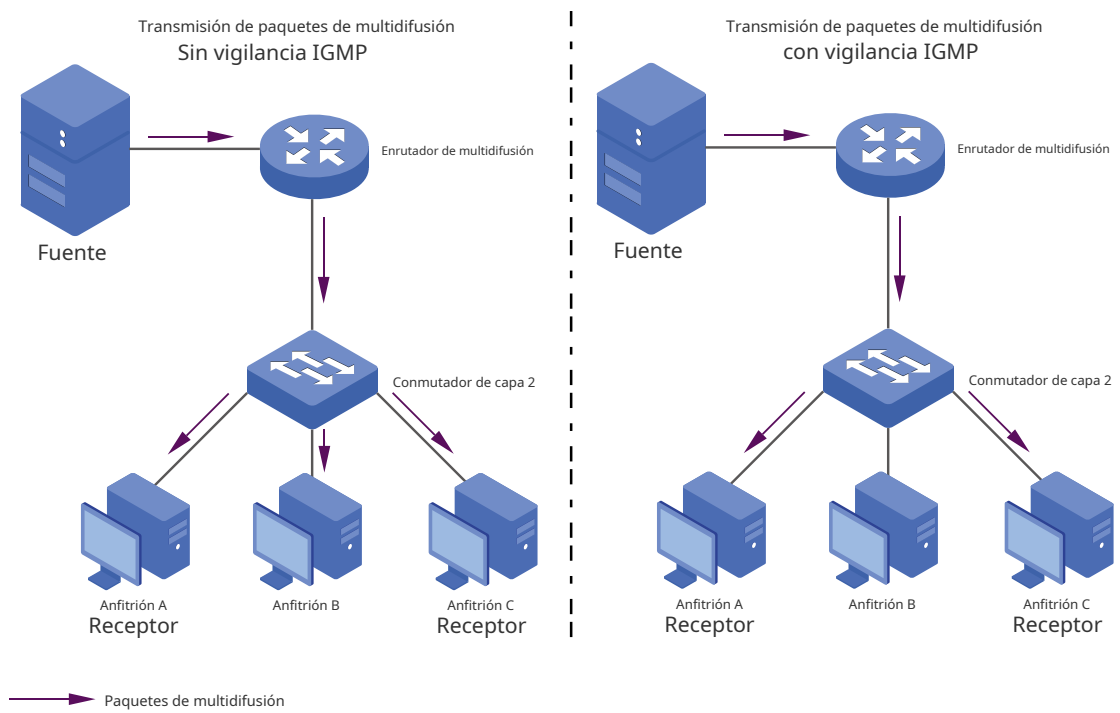 Transmisión de paquetes de multidifusión
Sin vigilancia IGMP
Enrutador de multidifusión
Fuente
Conmutador de capa 2
Anfitrión A
Receptor
Anfitrión B
Anfitrión C
Receptor
Transmisión de paquetes de multidifusión
con vigilancia IGMP
Enrutador de multidifusión
Fuente
Conmutador de capa 2
Anfitrión A
Receptor
Anfitrión B
Anfitrión C
Receptor
Paquetes de multidifusión